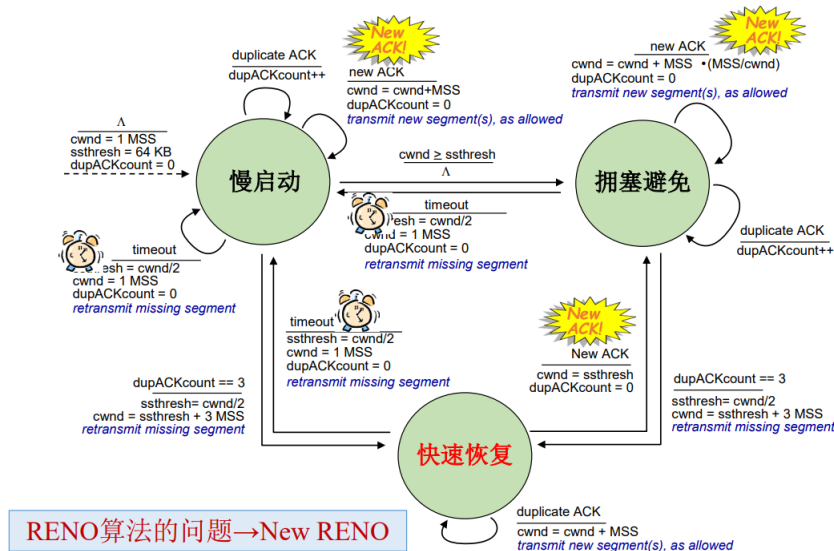 New
ACK!
duplicate ACK
dupACKcount++
new ACK
cwnd = cwnd+MSS
dupACKcount = 0
transmit new segment(s), as allowed
New
ACK!
new ACK
cwnd = cwnd + MSS •(MSS/cwnd)
dupACKcount = 0
transmit new segment(s), as allowed
Λ
cwnd = 1 MSS
ssthresh = 64 KB
dupACKcount = 0
慢启动
cwnd ≥ ssthresh
Λ
拥塞避免
timeout
cwnd/2
cwnd = 1 MSS
dupACKcount = 0
retransmit missing segment
timeout
= cwnd/2
cwnd = 1 MSS
dupACKcount = 0
retransmit missing segment
duplicate ACK
dupACKcount++
timeout
ssthresh = cwnd/2
cwnd = 1 MSS
dupACKcount = 0
retransmit missing segment
New
ACK!
New ACK
cwnd = ssthresh
dupACKcount = 0
dupACKcount == 3
ssthresh= cwnd/2
cwnd = ssthresh + 3 MSS
retransmit missing segment
dupACKcount == 3
ssthresh= cwnd/2
cwnd = ssthresh + 3 MSS
retransmit missing segment
快速恢复
duplicate ACK
cwnd = cwnd + MSS
transmit new segment(s), as allowed
RENO算法的问题→New RENO